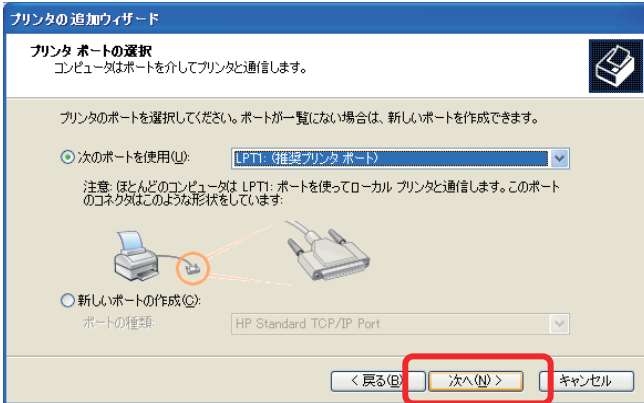 プリンタの追加ウィザード
プリンタ ポートの選択
コンピュータはポートを介してプリンタと通信します。
プリンタのポートを選択してください。ポートが一覧にない場合は、新しいポートを作成できます。
次のポートを使用(U): LPT1: (推奨プリンタ ポート)
注意: ほとんどのコンピュータは LPT1: ポートを使ってローカル プリンタと通信します。このポート
のコネクタはこのような形状をしています:
新しいポートの作成(C):
ポートの種類: HP Standard TCP/IP Port
< 戻る(B) 次へ(N) > キャンセル